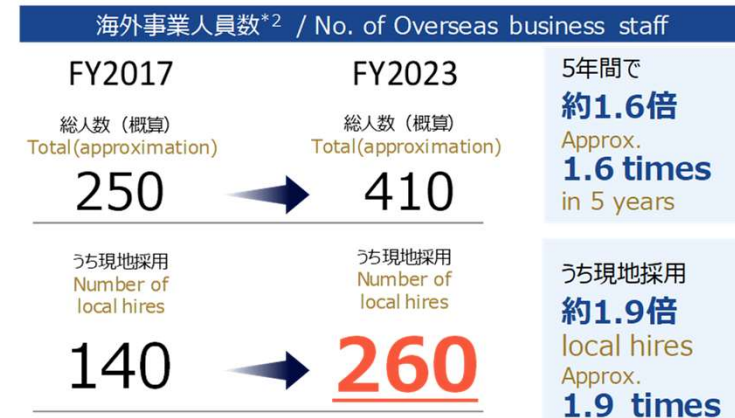 海外事業人員数*2 / No. of Overseas business staff
FY2017
FY2023
総人数（概算）
Total(approximation)
総人数（概算）
Total(approximation)
250
410
5年間で
約1.6倍
Approx.
1.6 times
in 5 years
うち現地採用
Number of
local hires
うち現地採用
Number of
local hires
140
260
うち現地採用
約1.9倍
local hires
Approx.
1.9 times